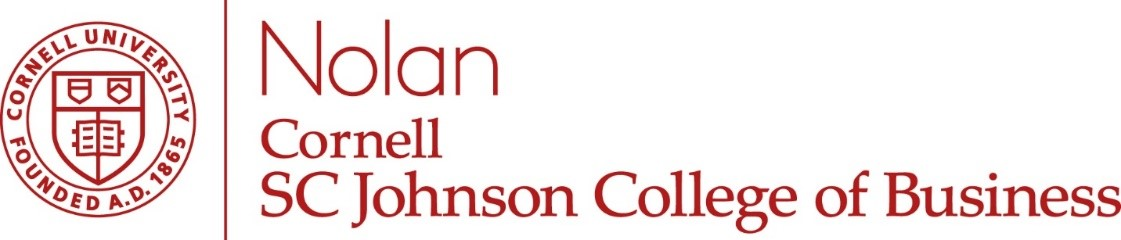 CORNELL UNIVERSITY
FOUNDED A.D. 1865
Nolan
Cornell
SC Johnson College of Business